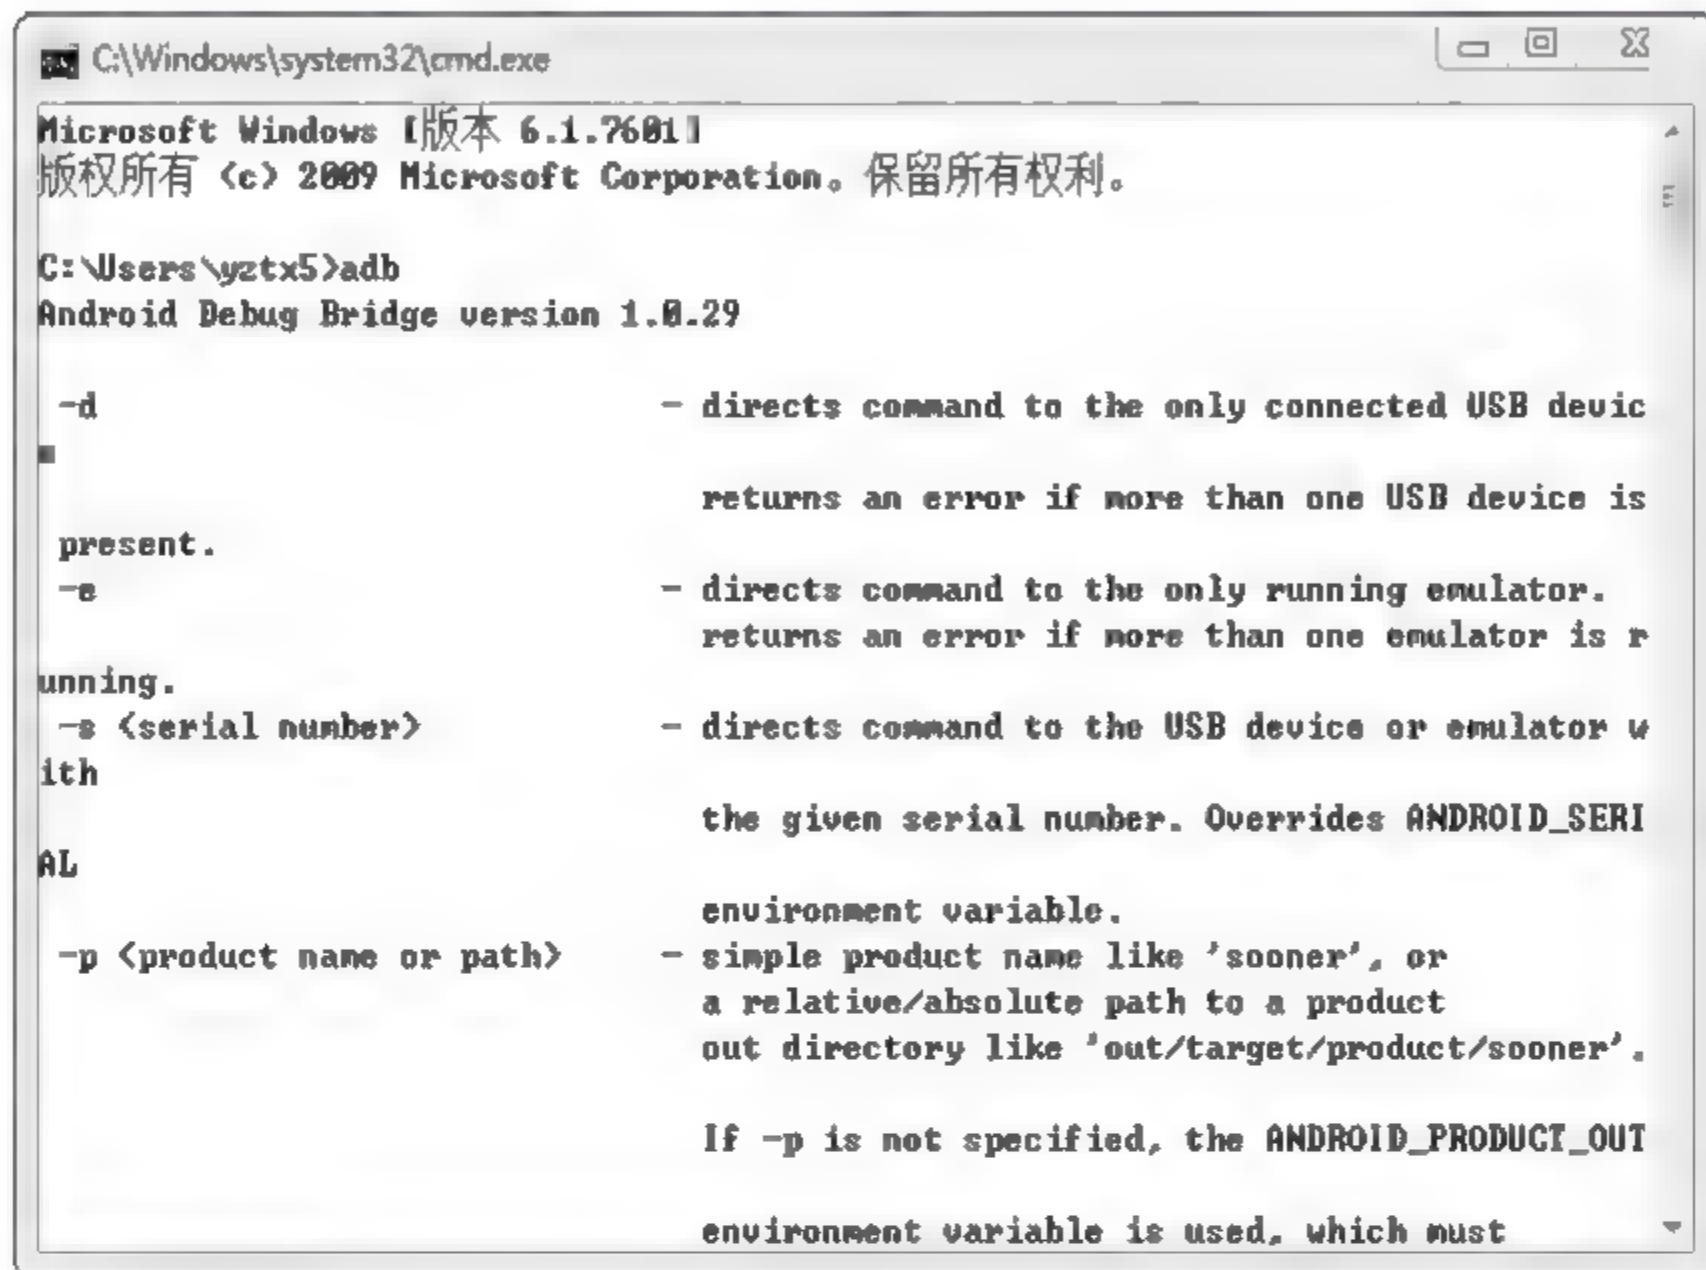 C:\Windows\system32\cmd.exe
Microsoft Windows [版本 6.1.7601]
版权所有 (c) 2009 Microsoft Corporation。保留所有权利。
C:\Users\yztx5>adb
Android Debug Bridge version 1.0.29
-d - directs command to the only connected USB devic
e
returns an error if more than one USB device is
present.
-e - directs command to the only running emulator.
returns an error if more than one emulator is r
unning.
-s <serial number> - directs command to the USB device or emulator w
ith
the given serial number. Overrides ANDROID_SERI
AL
environment variable.
-p <product name or path> - simple product name like 'sooner', or
a relative/absolute path to a product
out directory like 'out/target/product/sooner'.
If -p is not specified, the ANDROID_PRODUCT_OUT
environment variable is used, which must